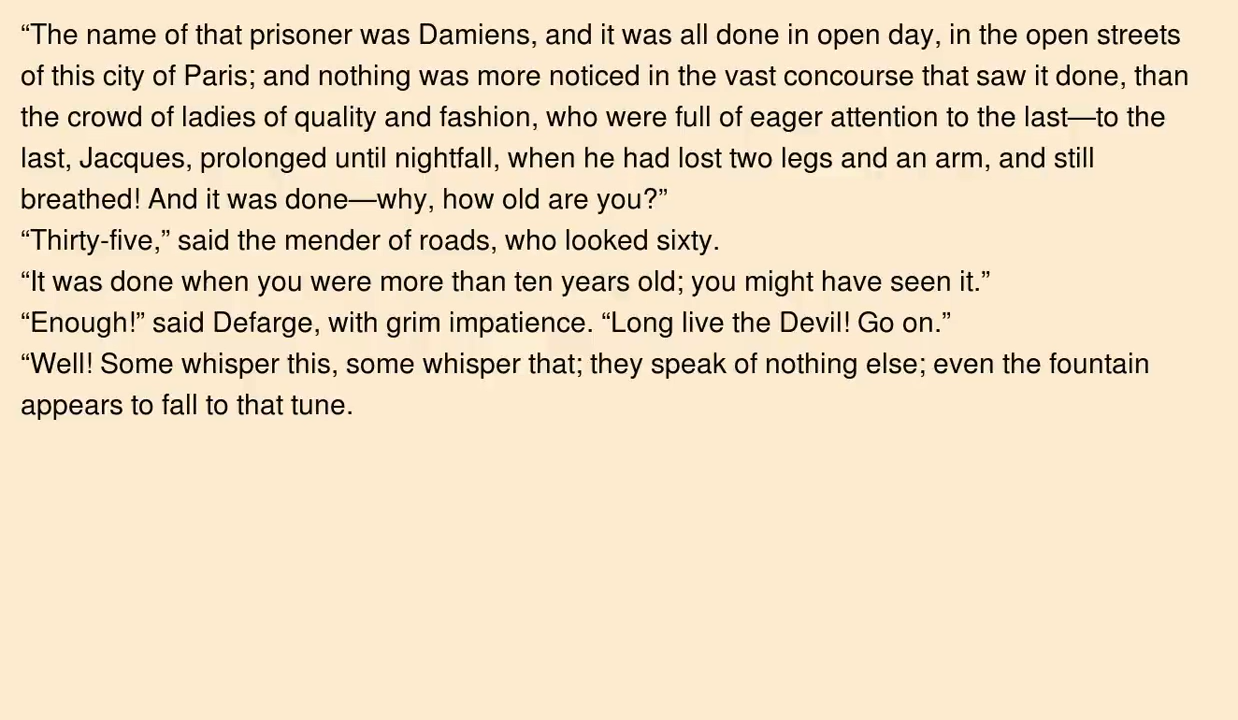 “The name of that prisoner was Damiens, and it was all done in open day, in the open streets
of this city of Paris; and nothing was more noticed in the vast concourse that saw it done, than
the crowd of ladies of quality and fashion, who were full of eager attention to the last—to the
last, Jacques, prolonged until nightfall, when he had lost two legs and an arm, and still
breathed! And it was done—why, how old are you?”
“Thirty-five,” said the mender of roads, who looked sixty.
“It was done when you were more than ten years old; you might have seen it.”
“Enough!” said Defarge, with grim impatience. “Long live the Devil! Go on.”
“Well! Some whisper this, some whisper that; they speak of nothing else; even the fountain
appears to fall to that tune.